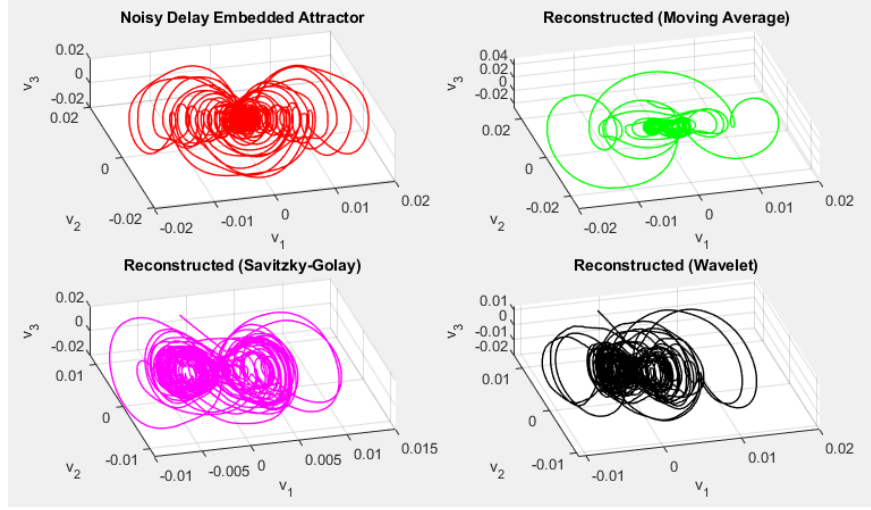 Noisy Delay Embedded Attractor
0.02
0
-0.02
v3
0.02
0
-0.02
v2
-0.02
-0.01
0
0.01
0.02
v1
Reconstructed (Moving Average)
0.04
0.02
0
-0.02
v3
0.02
0
-0.02
v2
-0.01
0
0.01
0.02
v1
Reconstructed (Savitzky-Golay)
0.02
0
-0.02
v3
0.01
0
-0.01
v2
-0.01
-0.005
0
0.005
0.01
0.015
v1
Reconstructed (Wavelet)
0.01
0
-0.01
-0.02
v3
0.01
0
-0.01
v2
-0.01
0
0.01
0.02
v1